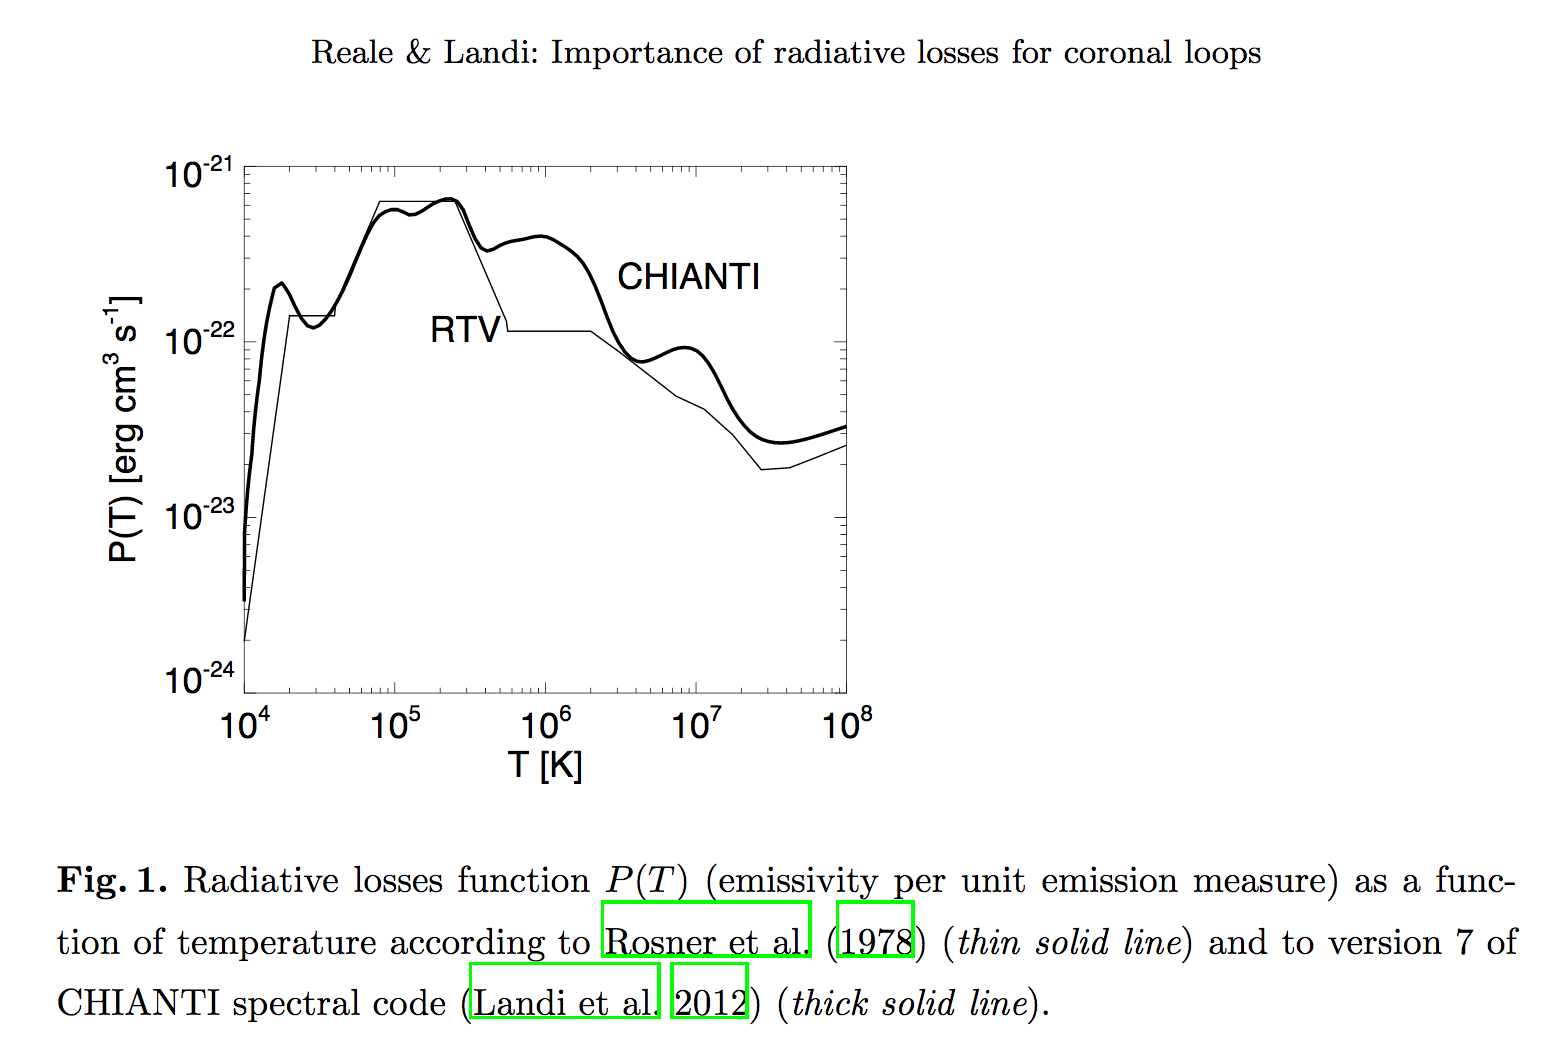 Reale & Landi: Importance of radiative losses for coronal loops
10⁻²¹
CHIANTI
RTV
10⁻²²
10⁻²³
10⁻²⁴
P(T) [erg cm³ s⁻¹]
10⁴ 10⁵ 10⁶ 10⁷ 10⁸
T [K]
Fig. 1. Radiative losses function P(T) (emissivity per unit emission measure) as a func-
tion of temperature according to Rosner et al. (1978) (thin solid line) and to version 7 of
CHIANTI spectral code (Landi et al. 2012) (thick solid line).